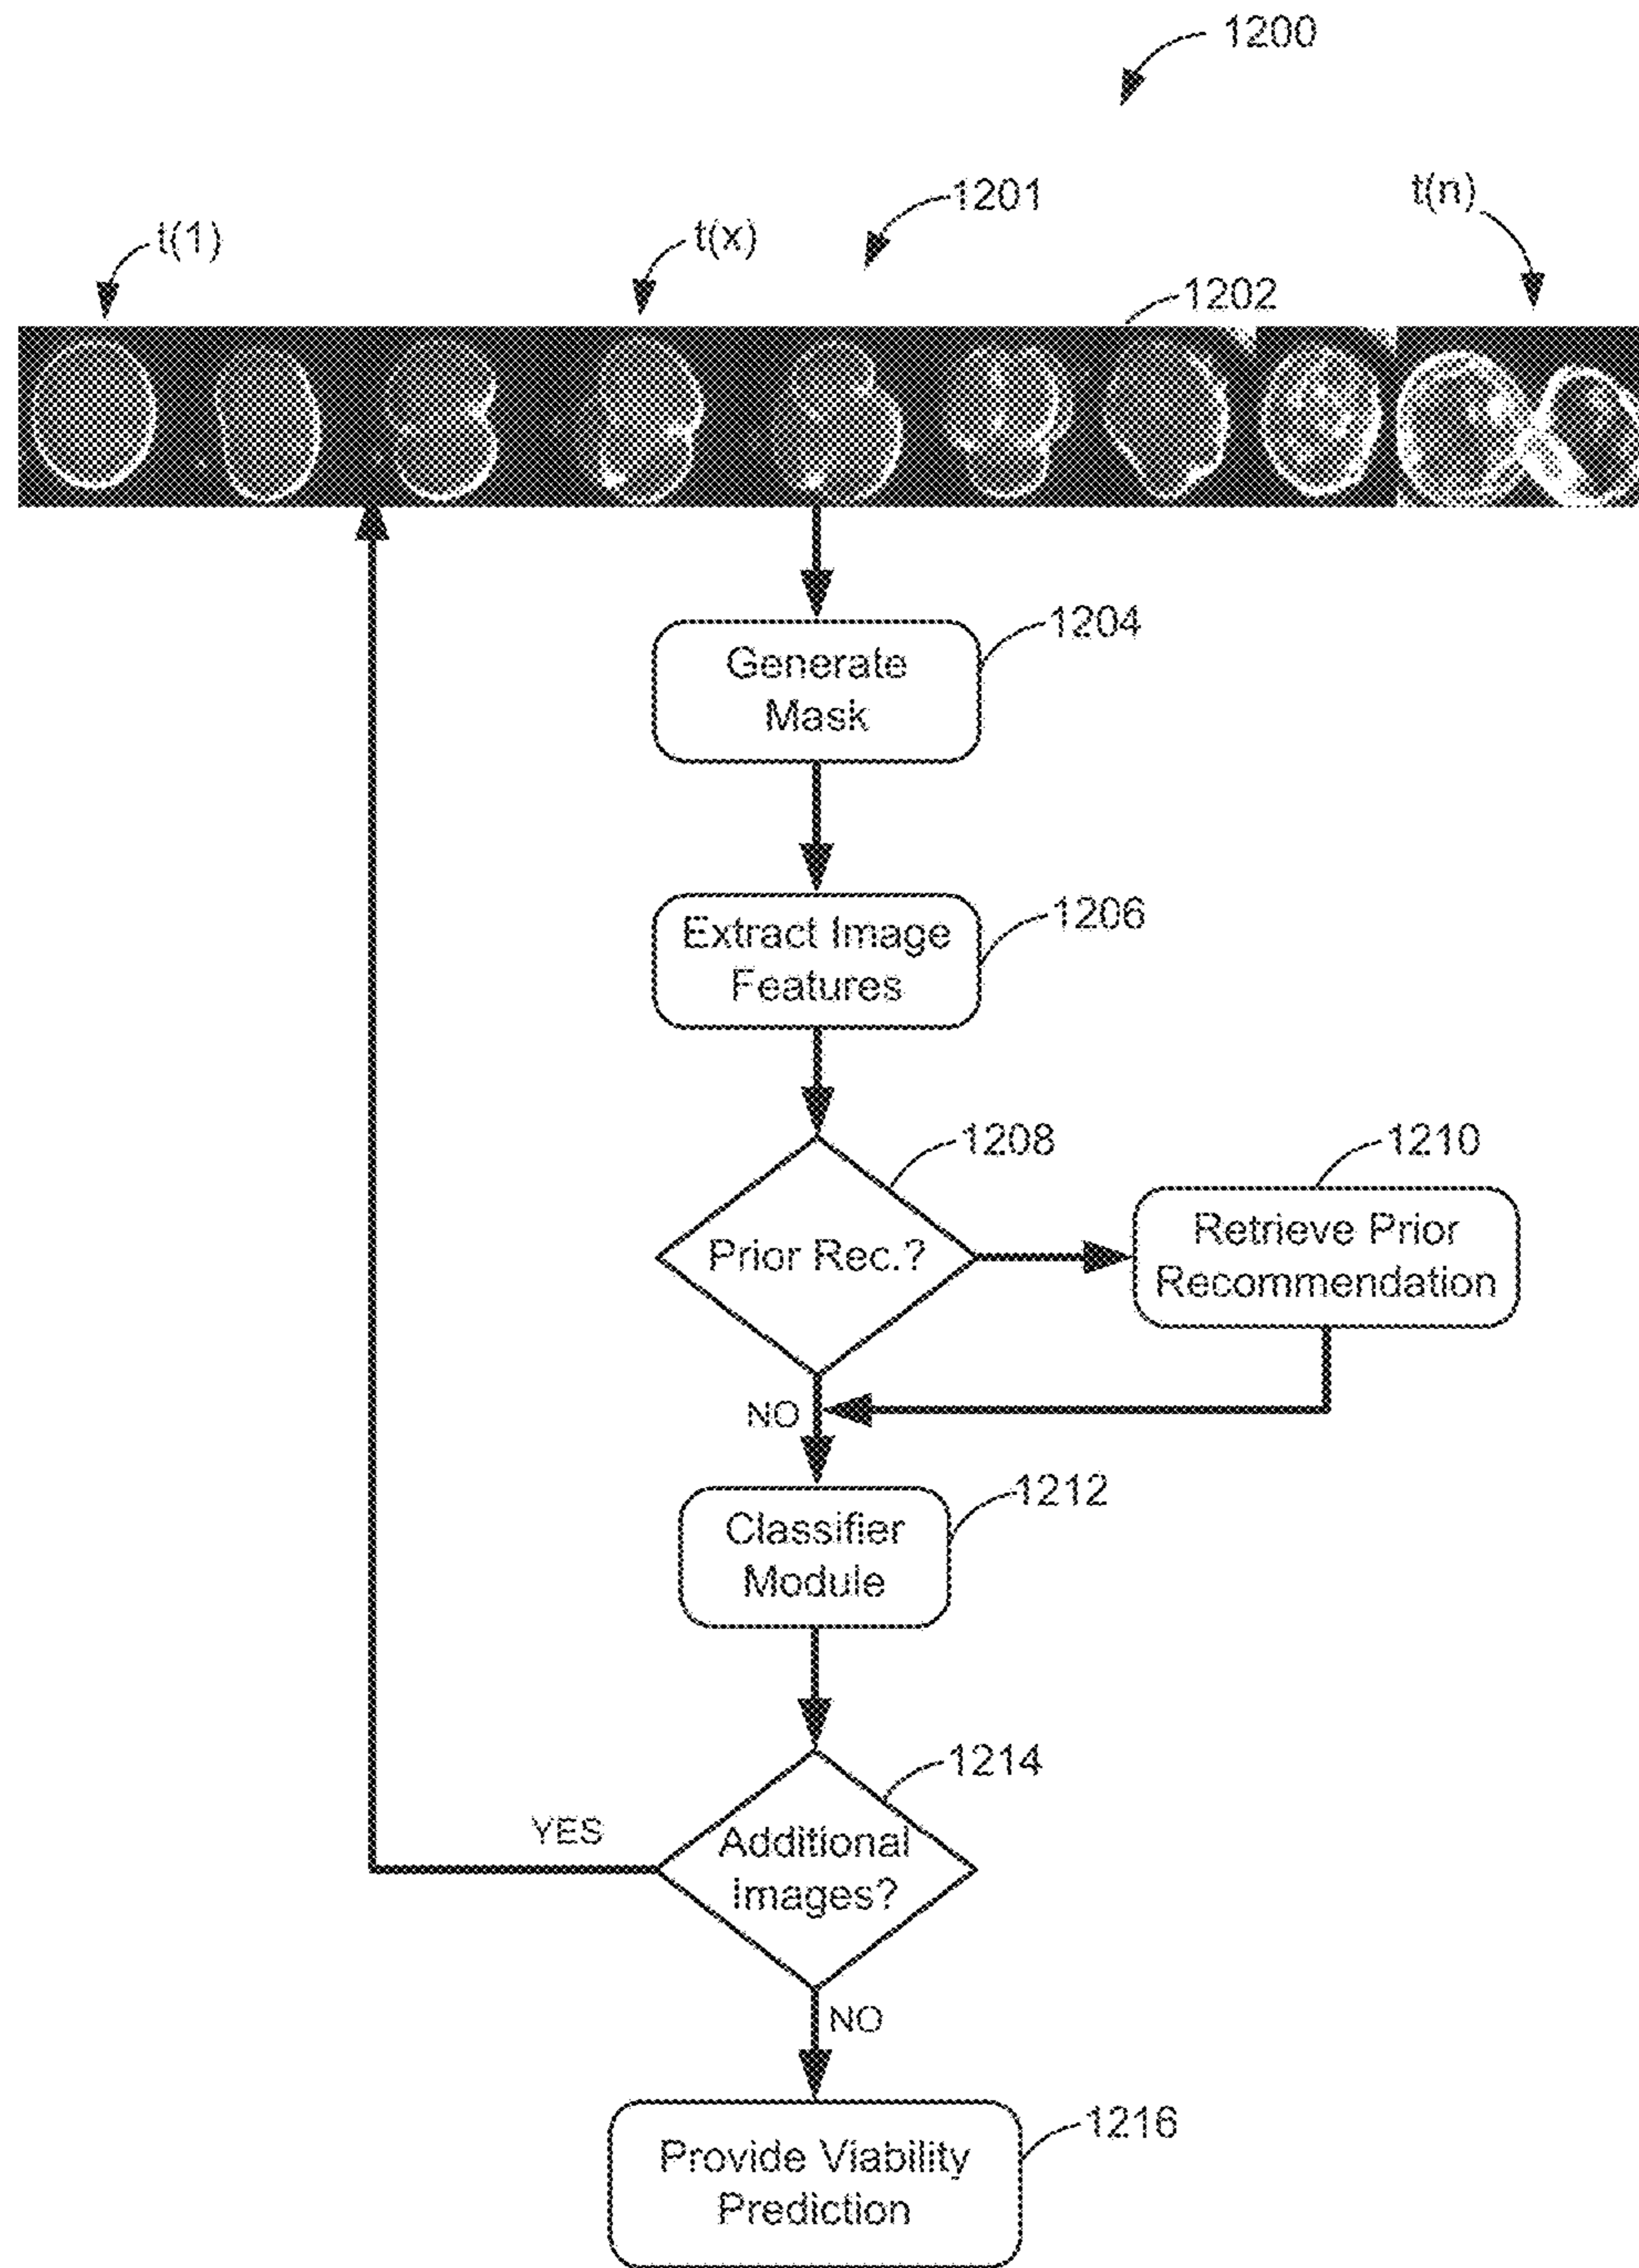 1200
1201
t(n)
t(1)
t(x)
1202
1204
Generate
Mask
1206
Extract Image
Features
1208
1210
Prior Rec.?
Retrieve Prior
Recommendation
NO
1212
Classifier
Module
1214
YES
Additional
Images?
NO
1216
Provide Viability
Prediction